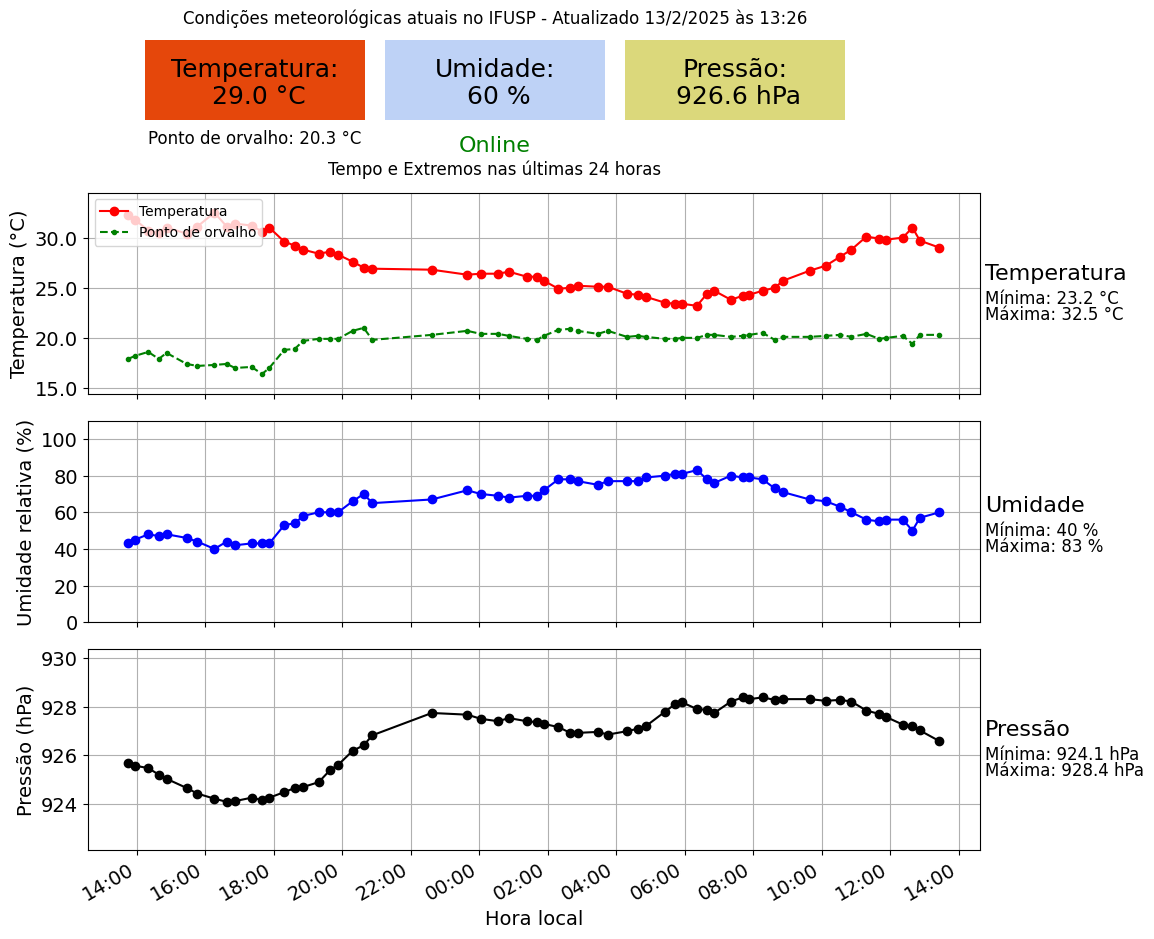 Condições meteorológicas atuais no IFUSP - Atualizado 13/2/2025 às 13:26
Temperatura:
29.0 °C
Umidade:
60 %
Pressão:
926.6 hPa
Ponto de orvalho: 20.3 °C
Online
Tempo e Extremos nas últimas 24 horas
Temperatura (°C)
30.0
25.0
20.0
15.0
Temperatura
Ponto de orvalho
Temperatura
Mínima: 23.2 °C
Máxima: 32.5 °C
Umidade relativa (%)
100
80
60
40
20
0
Umidade
Mínima: 40 %
Máxima: 83 %
Pressão (hPa)
930
928
926
924
Pressão
Mínima: 924.1 hPa
Máxima: 928.4 hPa
14:00 16:00 18:00 20:00 22:00 00:00 02:00 04:00 06:00 08:00 10:00 12:00 14:00
Hora local